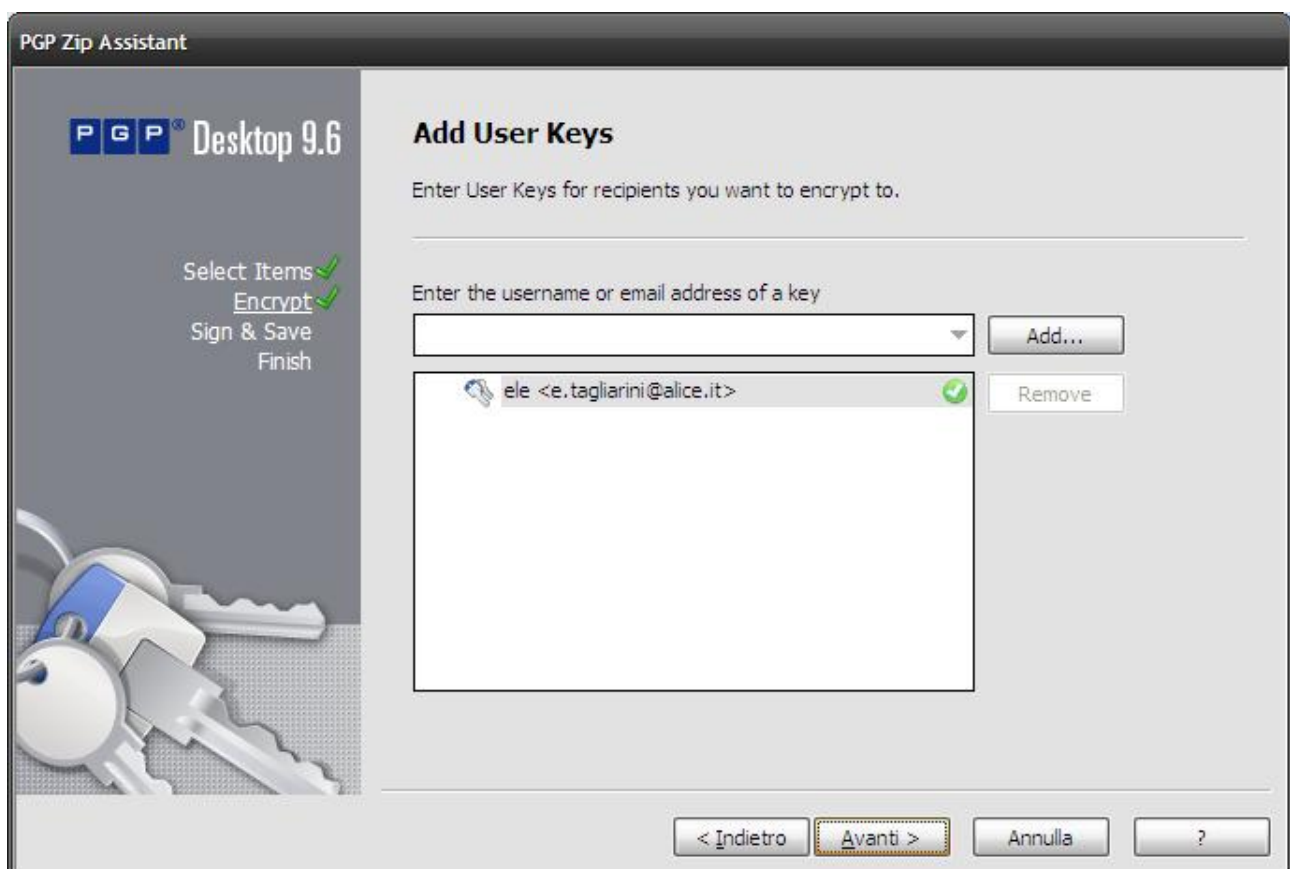 PGP Zip Assistant
PGP® Desktop 9.6
Select Items
Encrypt
Sign & Save
Finish
Add User Keys
Enter User Keys for recipients you want to encrypt to.
Enter the username or email address of a key
Add...
ele <e.tagliarini@alice.it>
Remove
< Indietro
Avanti >
Annulla
?